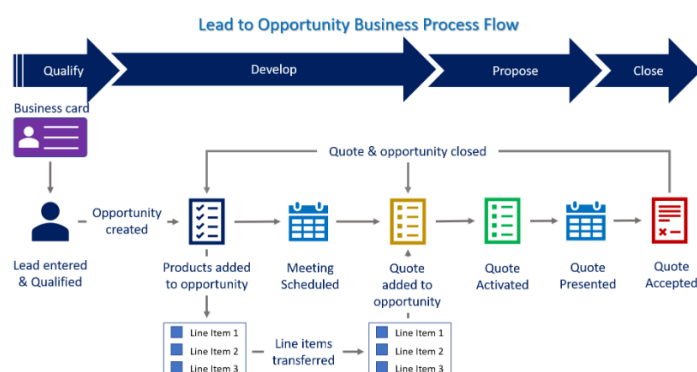 Lead to Opportunity Business Process Flow
Qualify
Develop
Propose
Close
Business card
Quote & opportunity closed
Opportunity
created
Lead entered
& Qualified
Products added
to opportunity
Meeting
Scheduled
Quote
added to
opportunity
Quote
Activated
Quote
Presented
Quote
Accepted
Line Item 1
Line Item 2
Line Item 3
Line items
transferred
Line Item 1
Line Item 2
Line Item 3